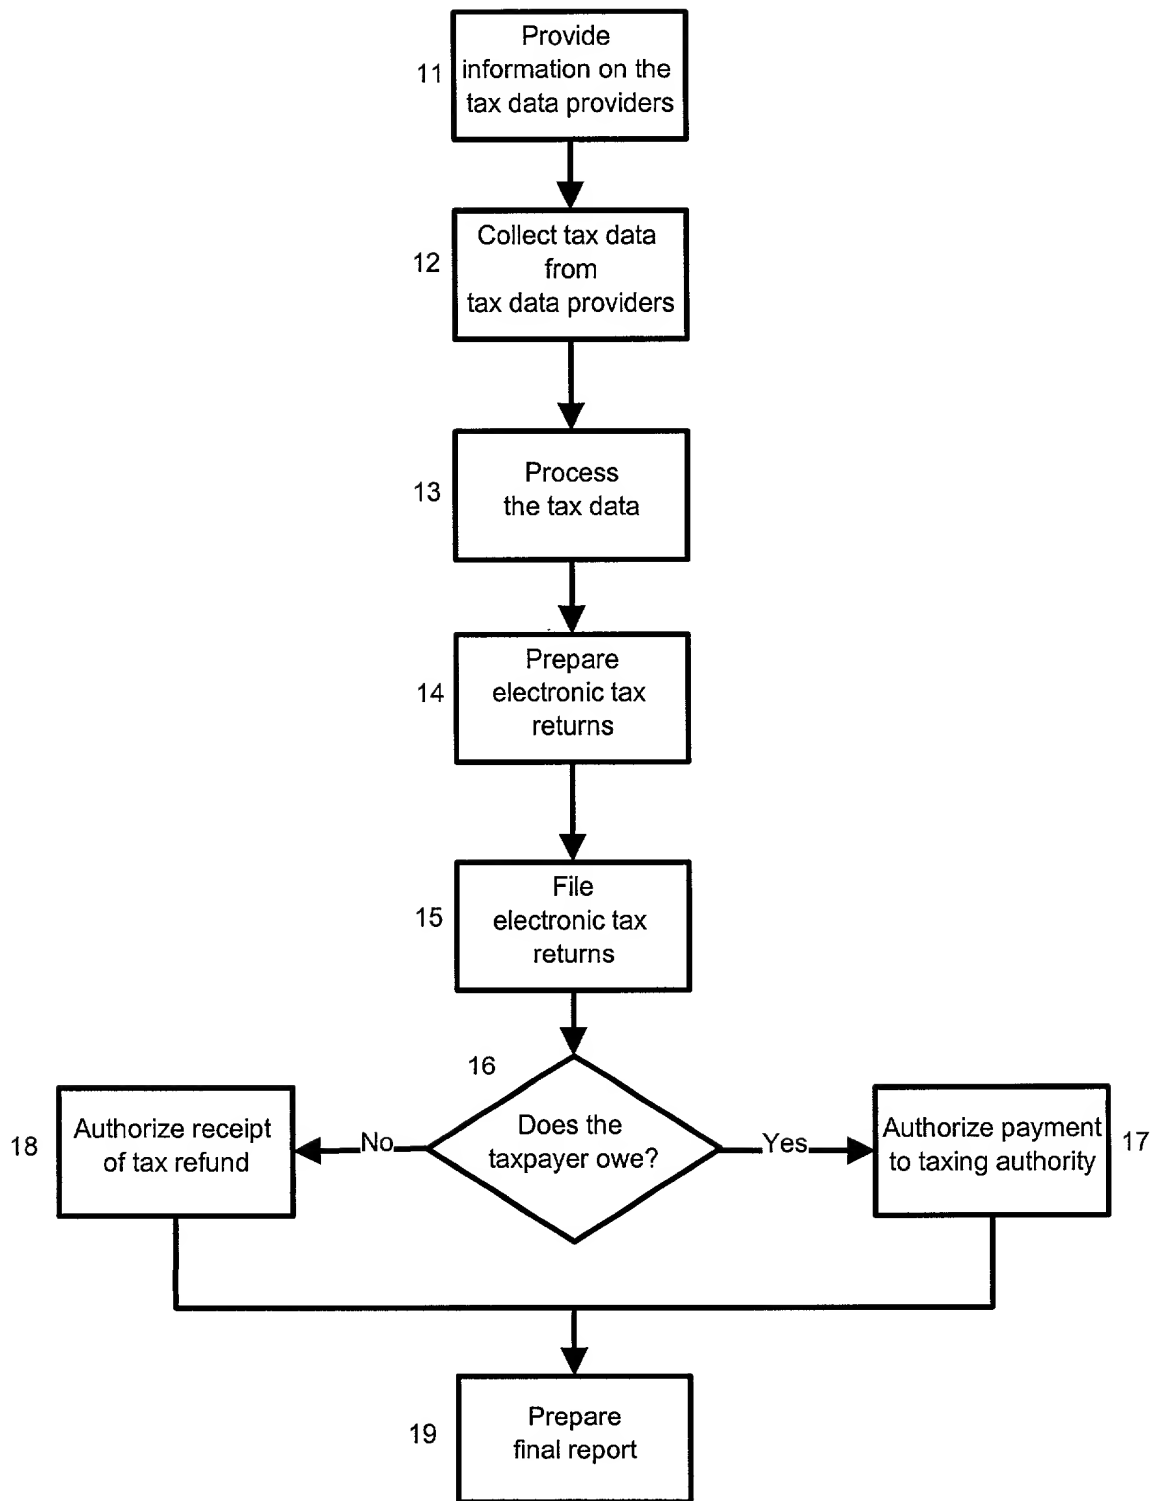 Provide
11
information on the
tax data providers
Collect tax data
12
from
tax data providers
Process
13
the tax data
Prepare
14
electronic tax
returns
File
15
electronic tax
returns
16
Does the
taxpayer owe?
No
Yes
18
Authorize receipt
of tax refund
Authorize payment
to taxing authority
17
Prepare
19
final report